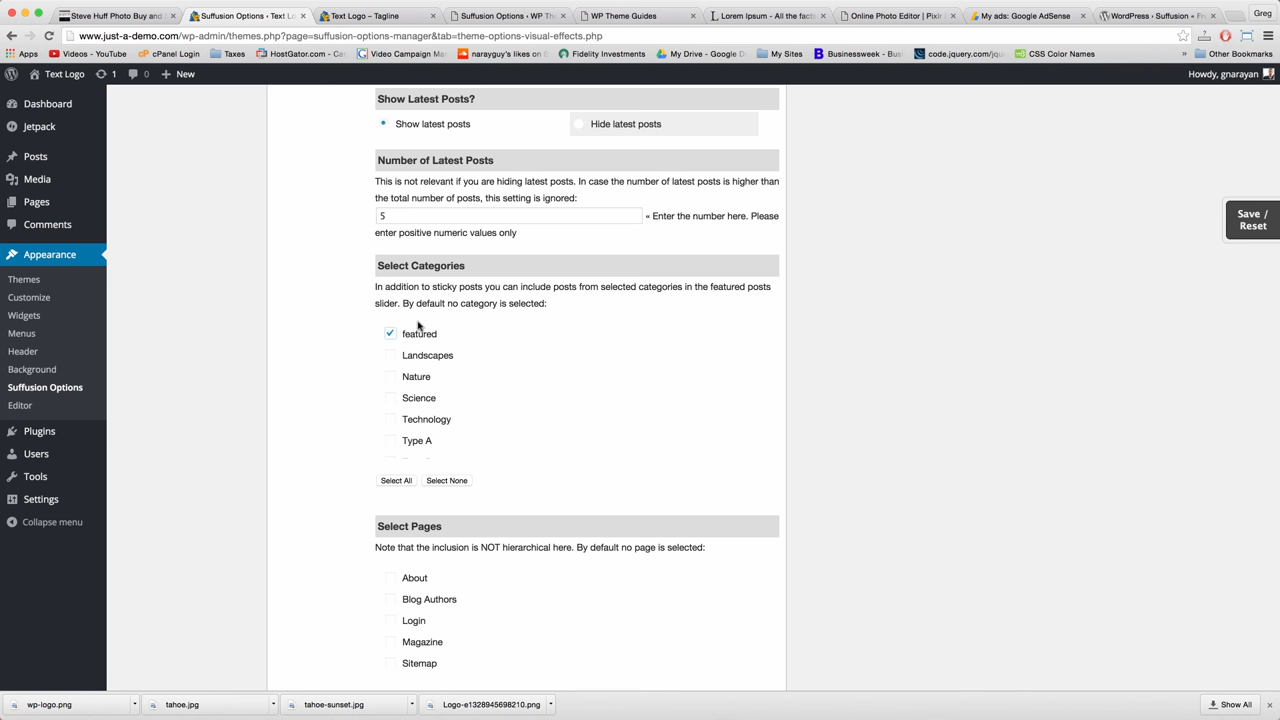 Steve Huff Photo Buy and
Suffusion Options ‹ Text Lo
Text Logo – Tagline
Suffusion Options ‹ WP Th
WP Theme Guides
Lorem Ipsum - All the facts
Online Photo Editor | Pixlr
My ads: Google AdSense
WordPress › Suffusion « Fr
Greg
www.just-a-demo.com/wp-admin/themes.php?page=suffusion-options-manager&tab=theme-options-visual-effects.php
Apps
Videos - YouTube
cPanel Login
Taxes
HostGator.com - Ca
Video Campaign Ma
narayguy's likes on
Fidelity Investments
My Drive - Google D
My Sites
Businessweek - Bus
code.jquery.com/jqu
CSS Color Names
»
Other Bookmarks
Text Logo
1
0
+ New
Howdy, gnarayan
Dashboard
Jetpack
Posts
Media
Pages
Comments
Appearance
Themes
Customize
Widgets
Menus
Header
Background
Suffusion Options
Editor
Plugins
Users
Tools
Settings
Collapse menu
Show Latest Posts?
Show latest posts
Hide latest posts
Number of Latest Posts
This is not relevant if you are hiding latest posts. In case the number of latest posts is higher than
the total number of posts, this setting is ignored:
5
« Enter the number here. Please
enter positive numeric values only
Select Categories
In addition to sticky posts you can include posts from selected categories in the featured posts
slider. By default no category is selected:
featured
Landscapes
Nature
Science
Technology
Type A
Select All
Select None
Select Pages
Note that the inclusion is NOT hierarchical here. By default no page is selected:
About
Blog Authors
Login
Magazine
Sitemap
Save /
Reset
wp-logo.png
tahoe.jpg
tahoe-sunset.jpg
Logo-e1328945698210.png
Show All